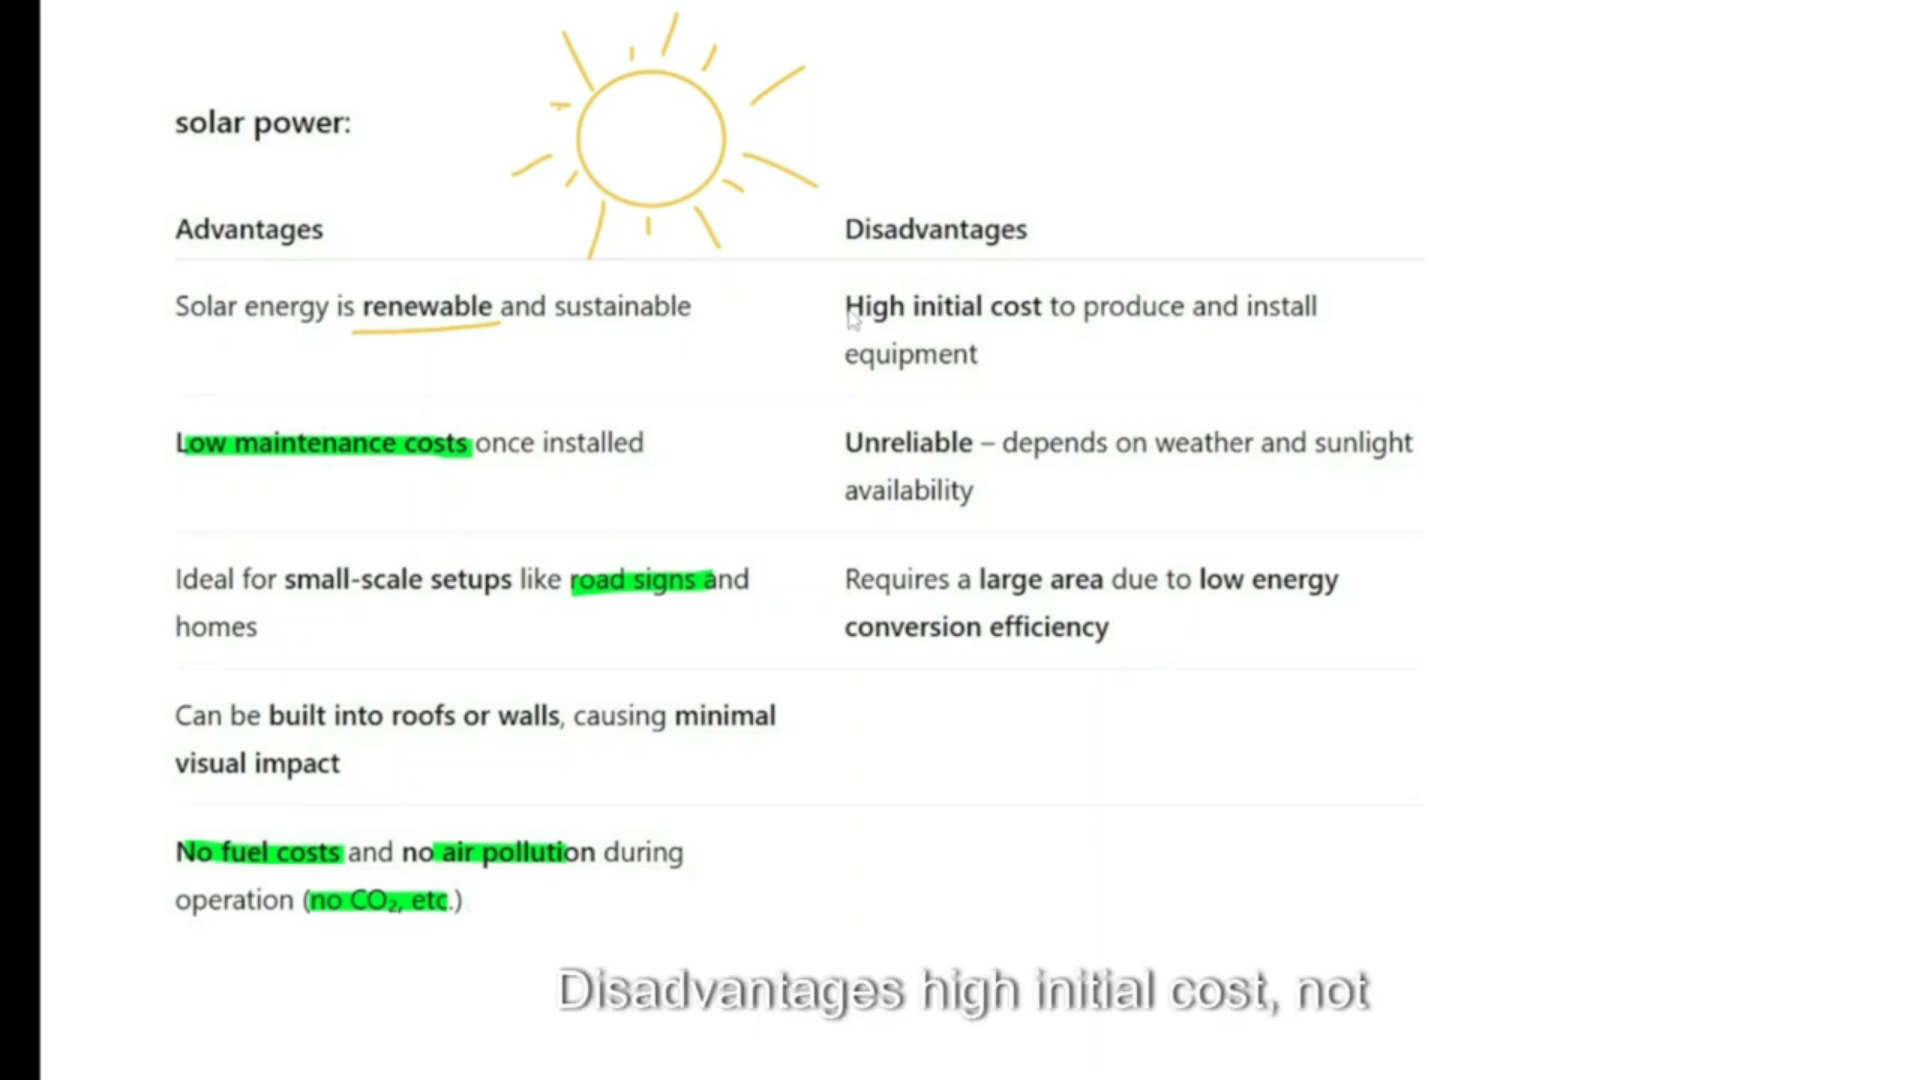 solar power:
Advantages
Disadvantages
Solar energy is renewable and sustainable
High initial cost to produce and install
equipment
Low maintenance costs once installed
Unreliable – depends on weather and sunlight
availability
Ideal for small-scale setups like road signs and
homes
Requires a large area due to low energy
conversion efficiency
Can be built into roofs or walls, causing minimal
visual impact
No fuel costs and no air pollution during
operation (no CO₂, etc.)
Disadvantages high initial cost, not